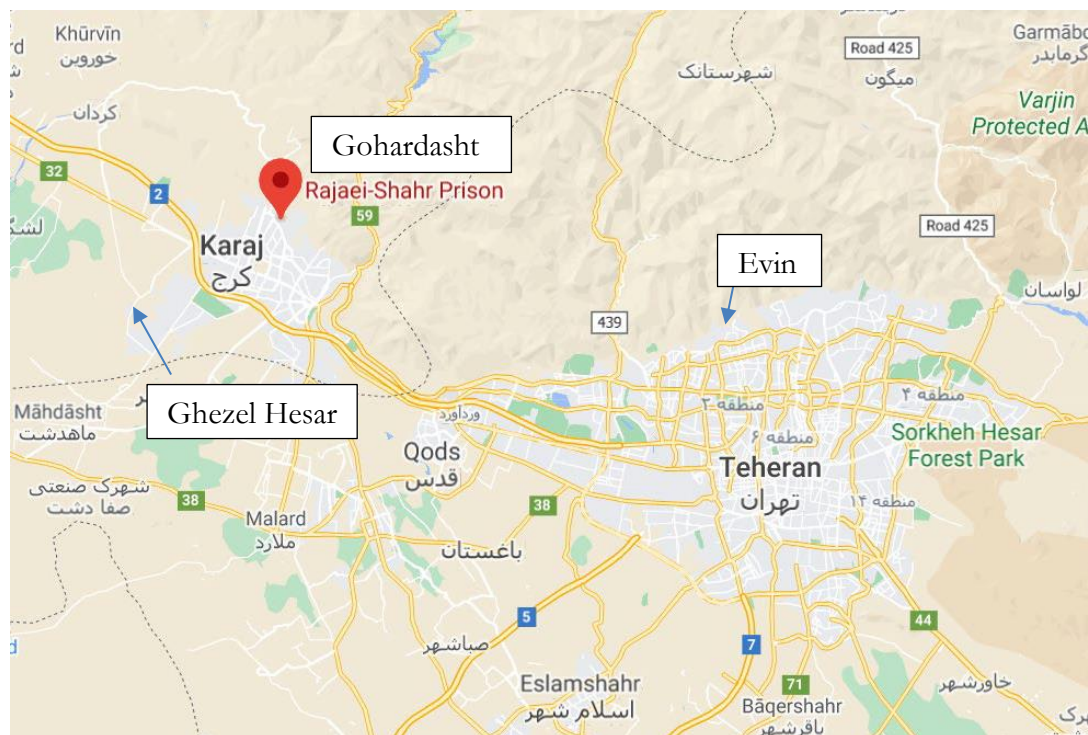 Khūrvīn
خوروین
Garmāb
گرمابدر
Road 425
میگون
شهرستانک
Varjin
Protected A
کردان
32
2
Gohardasht
Rajaei-Shahr Prison
59
Road 425
Karaj
کرج
Evin
لواسان
439
Ghezel Hesar
Māhdāsht
ماهدشت
ورداورد
منطقه ۲
منطقه ۴
منطقه ۶
Sorkheh Hesar
Forest Park
Qods
قدس
Teheran
تهران
منطقه ۱۴
شهرک صنعتی
صفا دشت
38
38
Malard
ملارد
باغستان
5
44
صباشهر
7
71
Eslamshahr
اسلام شهر
Bāqershahr
باقرشهر
خاورشهر